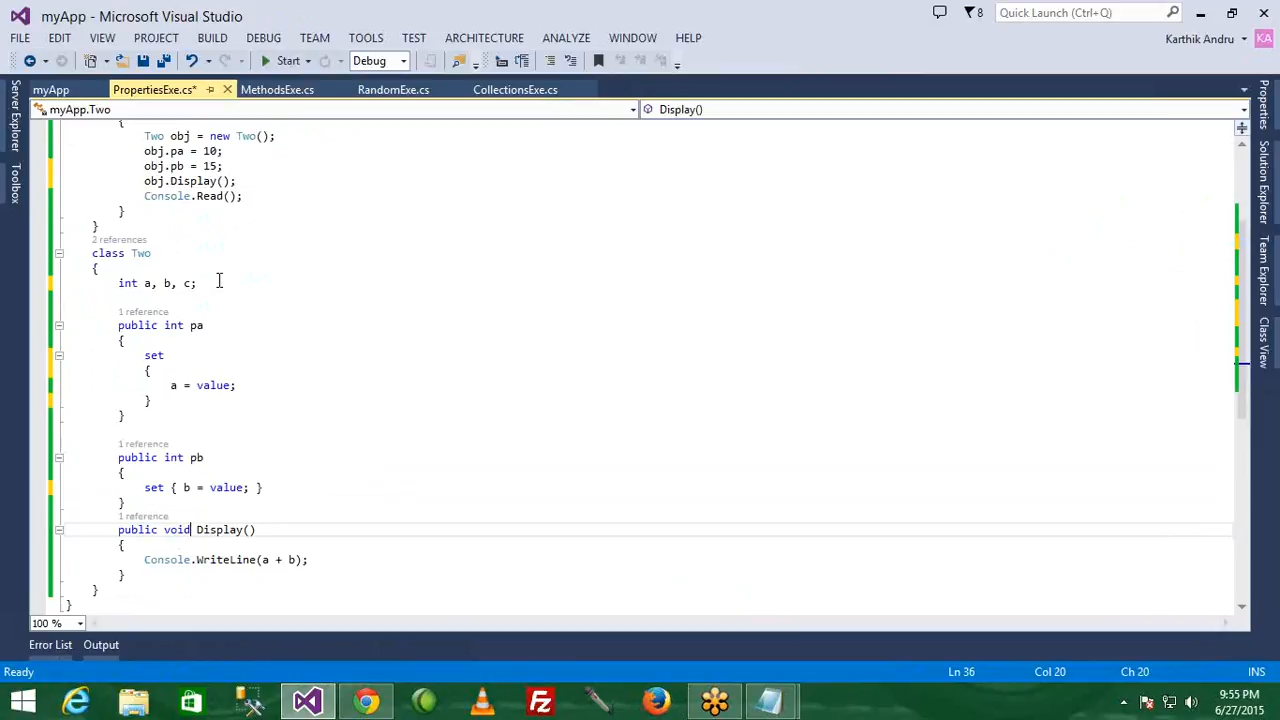 myApp - Microsoft Visual Studio
8
Quick Launch (Ctrl+Q)
FILE EDIT VIEW PROJECT BUILD DEBUG TEAM TOOLS TEST ARCHITECTURE ANALYZE WINDOW HELP
Karthik Andru
KA
Start
Debug
myApp
PropertiesExe.cs*
MethodsExe.cs
RandomExe.cs
CollectionsExe.cs
myApp.Two
Display()
Server Explorer
Toolbox
Properties
Solution Explorer
Team Explorer
Class View
{
Two obj = new Two();
obj.pa = 10;
obj.pb = 15;
obj.Display();
Console.Read();
}
}
2 references
class Two
{
int a, b, c;
1 reference
public int pa
{
set
{
a = value;
}
}
1 reference
public int pb
{
set { b = value; }
}
1 reference
public void Display()
{
Console.WriteLine(a + b);
}
}
}
100 %
Error List Output
Ready
Ln 36
Col 20
Ch 20
INS
9:55 PM
6/27/2015